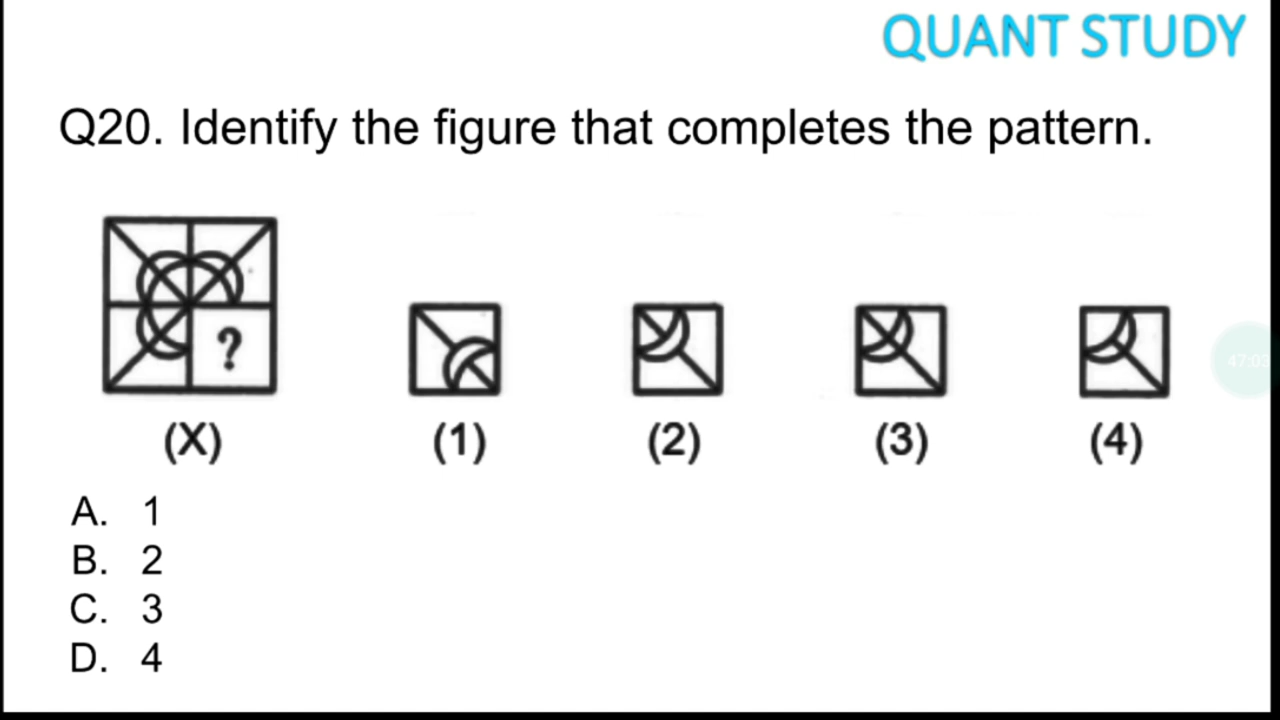 QUANT STUDY
Q20. Identify the figure that completes the pattern.
?
(X) (1) (2) (3) (4)
A. 1
B. 2
C. 3
D. 4